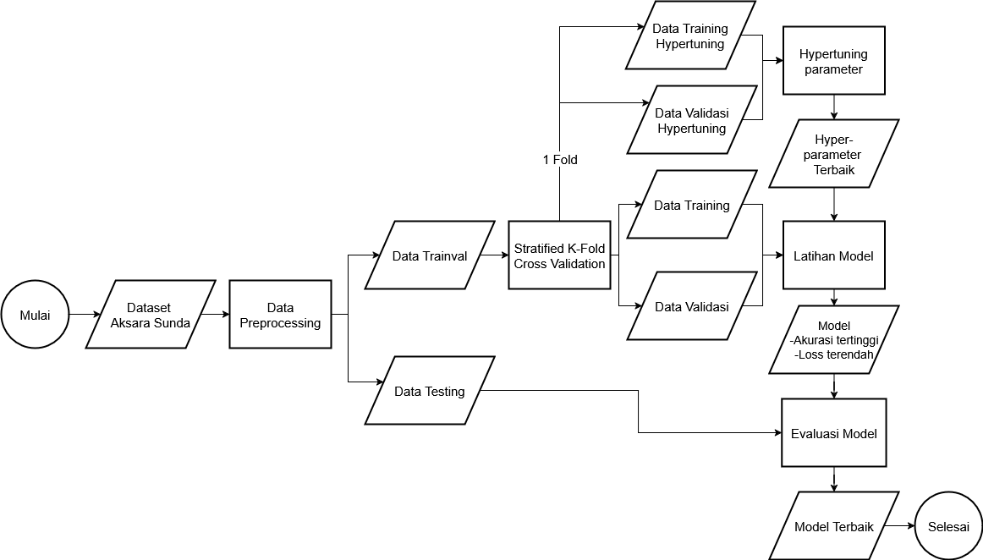 Mulai
Dataset
Aksara Sunda
Data
Preprocessing
Data Trainval
Data Testing
Stratified K-Fold
Cross Validation
1 Fold
Data Training
Hypertuning
Data Validasi
Hypertuning
Data Training
Data Validasi
Hypertuning
parameter
Hyper-
parameter
Terbaik
Latihan Model
Model
-Akurasi tertinggi
-Loss terendah
Evaluasi Model
Model Terbaik
Selesai